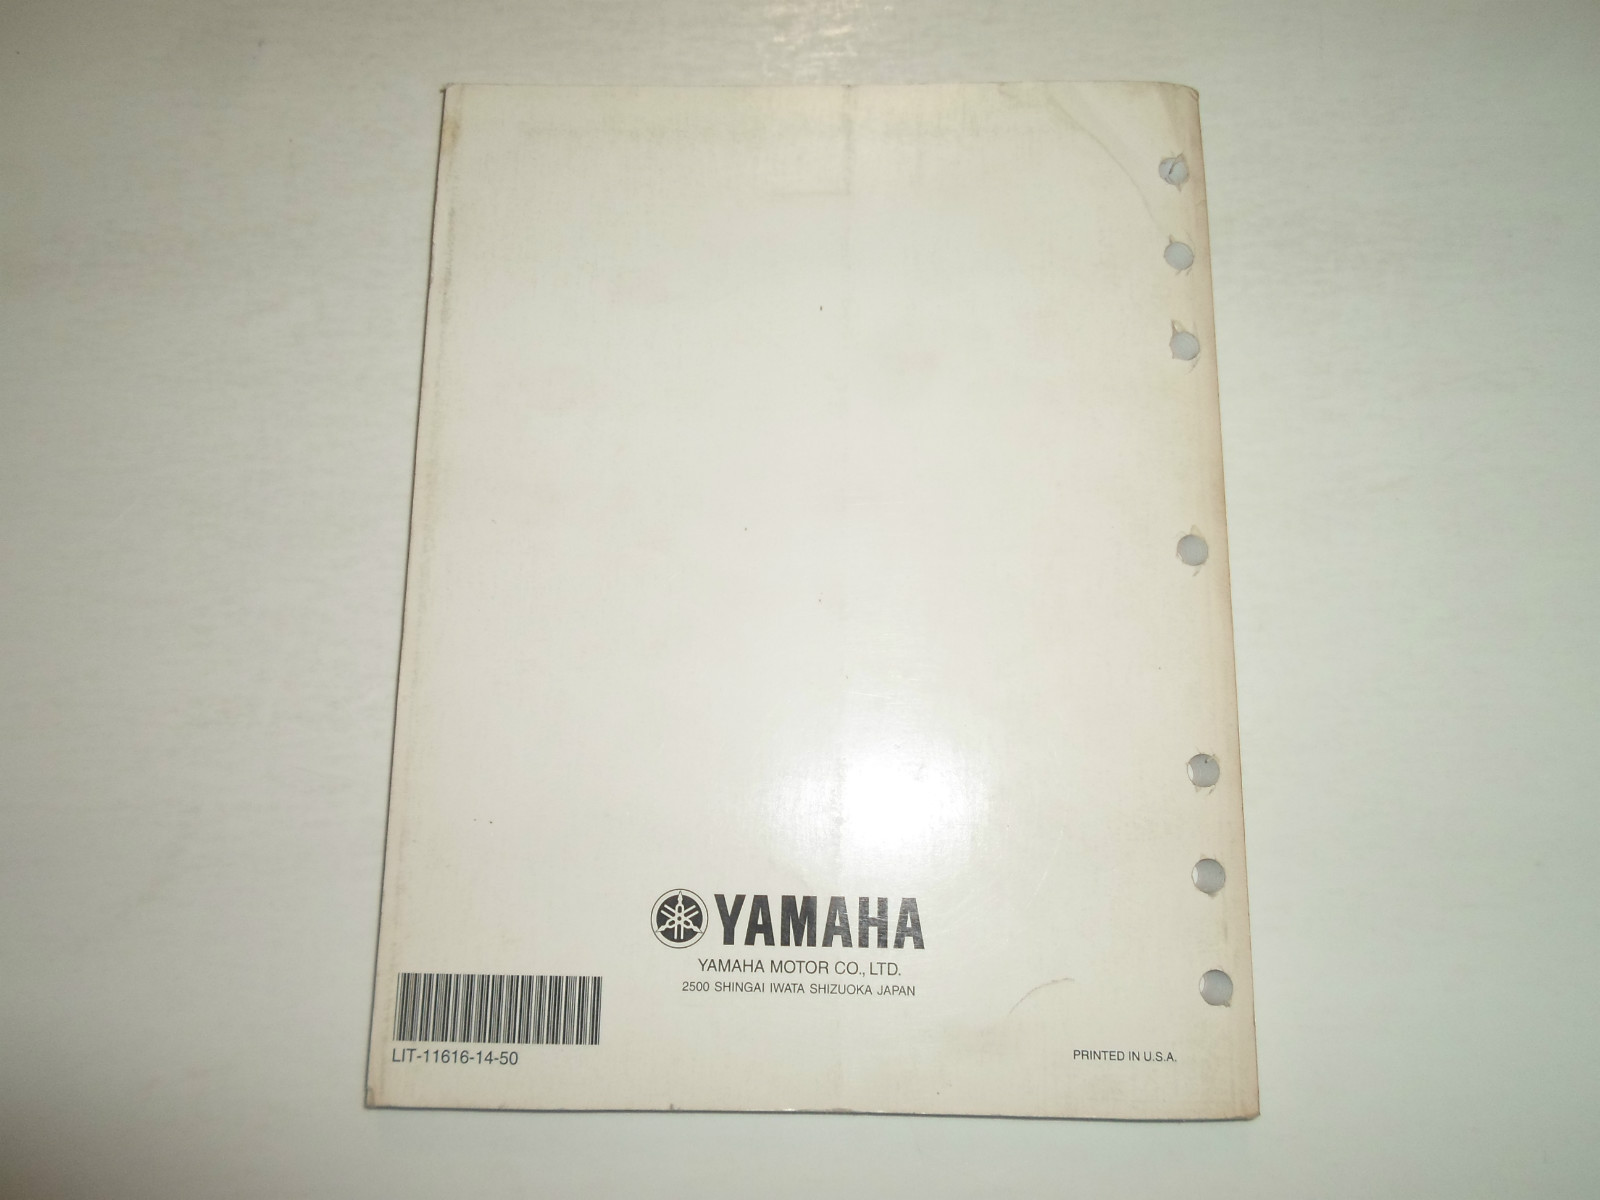 YAMAHA
YAMAHA MOTOR CO., LTD.
2500 SHINGAI IWATA SHIZUOKA JAPAN
LIT-11616-14-50
PRINTED IN U.S.A.